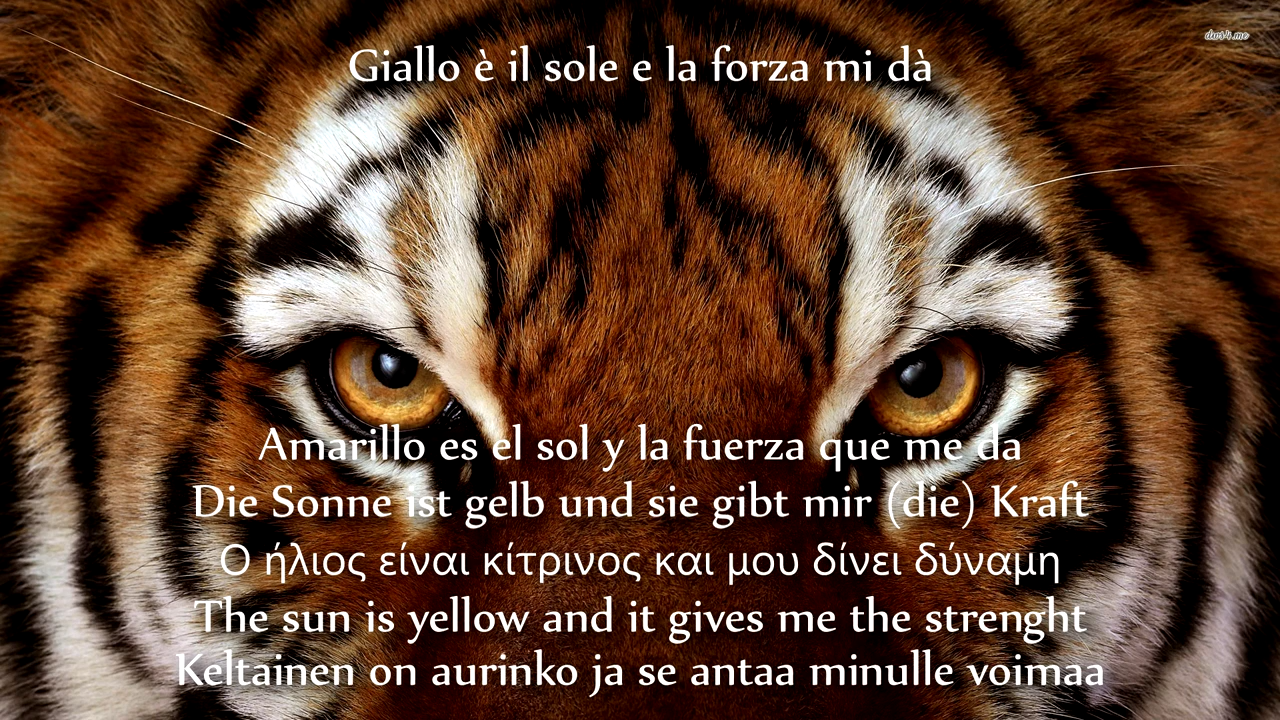 dwr4.me
Giallo è il sole e la forza mi dà
Amarillo es el sol y la fuerza que me da
Die Sonne ist gelb und sie gibt mir (die) Kraft
Ο ήλιος είναι κίτρινος και μου δίνει δύναμη
The sun is yellow and it gives me the strenght
Keltainen on aurinko ja se antaa minulle voimaa